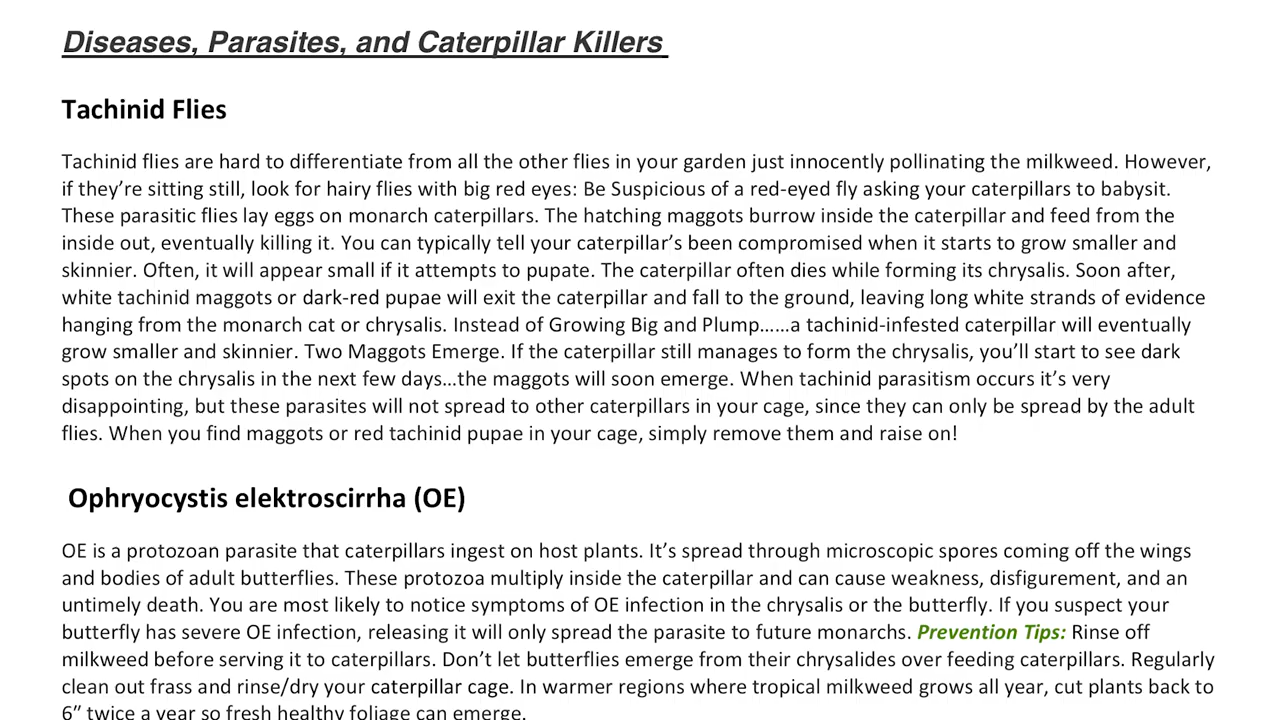 Diseases, Parasites, and Caterpillar Killers
Tachinid Flies
Tachinid flies are hard to differentiate from all the other flies in your garden just innocently pollinating the milkweed. However,
if they’re sitting still, look for hairy flies with big red eyes: Be Suspicious of a red-eyed fly asking your caterpillars to babysit.
These parasitic flies lay eggs on monarch caterpillars. The hatching maggots burrow inside the caterpillar and feed from the
inside out, eventually killing it. You can typically tell your caterpillar’s been compromised when it starts to grow smaller and
skinnier. Often, it will appear small if it attempts to pupate. The caterpillar often dies while forming its chrysalis. Soon after,
white tachinid maggots or dark-red pupae will exit the caterpillar and fall to the ground, leaving long white strands of evidence
hanging from the monarch cat or chrysalis. Instead of Growing Big and Plump……a tachinid-infested caterpillar will eventually
grow smaller and skinnier. Two Maggots Emerge. If the caterpillar still manages to form the chrysalis, you’ll start to see dark
spots on the chrysalis in the next few days…the maggots will soon emerge. When tachinid parasitism occurs it’s very
disappointing, but these parasites will not spread to other caterpillars in your cage, since they can only be spread by the adult
flies. When you find maggots or red tachinid pupae in your cage, simply remove them and raise on!
Ophryocystis elektroscirrha (OE)
OE is a protozoan parasite that caterpillars ingest on host plants. It’s spread through microscopic spores coming off the wings
and bodies of adult butterflies. These protozoa multiply inside the caterpillar and can cause weakness, disfigurement, and an
untimely death. You are most likely to notice symptoms of OE infection in the chrysalis or the butterfly. If you suspect your
butterfly has severe OE infection, releasing it will only spread the parasite to future monarchs. Prevention Tips: Rinse off
milkweed before serving it to caterpillars. Don’t let butterflies emerge from their chrysalides over feeding caterpillars. Regularly
clean out frass and rinse/dry your caterpillar cage. In warmer regions where tropical milkweed grows all year, cut plants back to
6” twice a year so fresh healthy foliage can emerge.